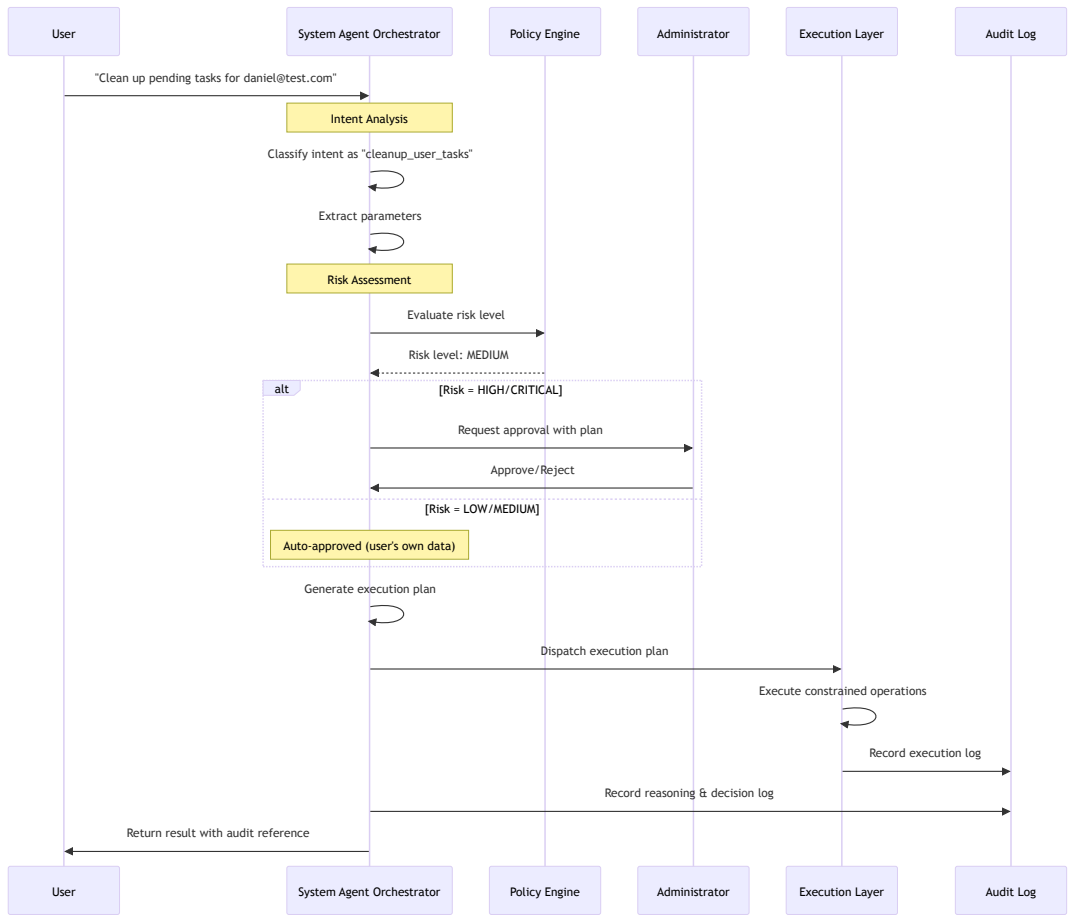 User
System Agent Orchestrator
Policy Engine
Administrator
Execution Layer
Audit Log
"Clean up pending tasks for daniel@test.com"
Intent Analysis
Classify intent as "cleanup_user_tasks"
Extract parameters
Risk Assessment
Evaluate risk level
Risk level: MEDIUM
alt
[Risk = HIGH/CRITICAL]
Request approval with plan
Approve/Reject
[Risk = LOW/MEDIUM]
Auto-approved (user's own data)
Generate execution plan
Dispatch execution plan
Execute constrained operations
Record execution log
Record reasoning & decision log
Return result with audit reference
User
System Agent Orchestrator
Policy Engine
Administrator
Execution Layer
Audit Log